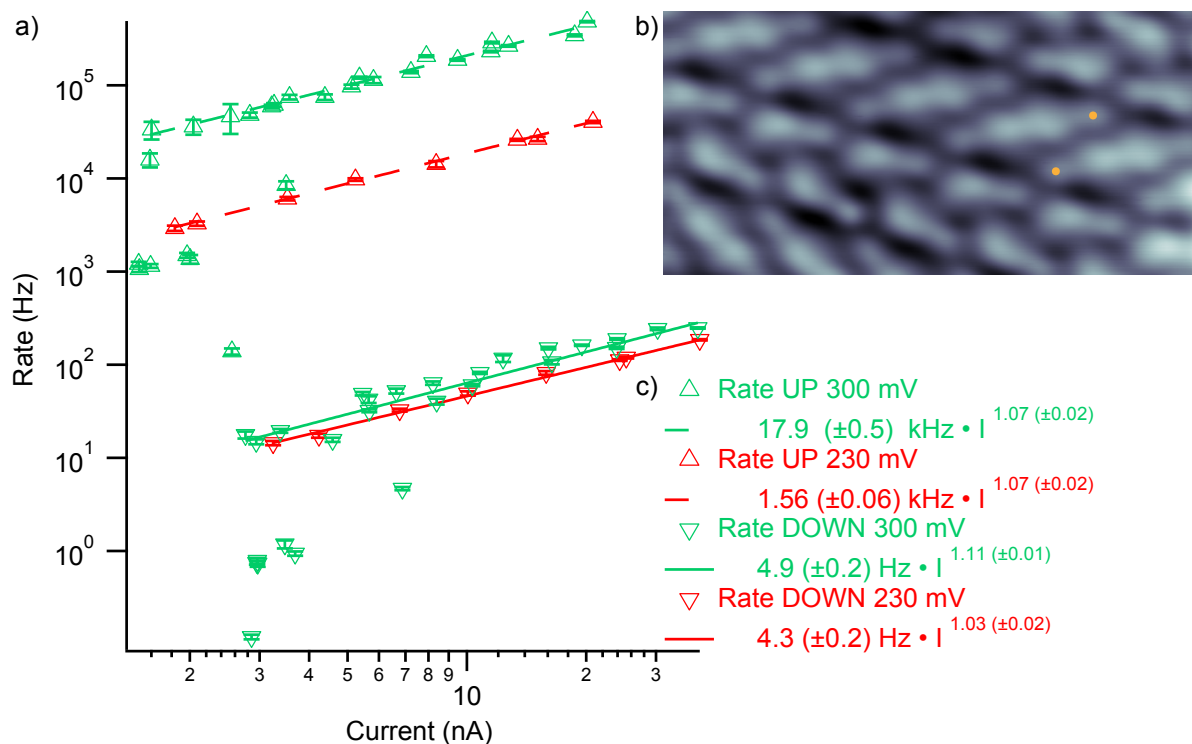 a)
b)
10⁵
10⁴
10³
10²
10¹
10⁰
Rate (Hz)
2 3 4 5 6 7 8 9 10 2 3
Current (nA)
c)
Rate UP 300 mV
17.9 (±0.5) kHz • I 1.07 (±0.02)
Rate UP 230 mV
1.56 (±0.06) kHz • I 1.07 (±0.02)
Rate DOWN 300 mV
4.9 (±0.2) Hz • I 1.11 (±0.01)
Rate DOWN 230 mV
4.3 (±0.2) Hz • I 1.03 (±0.02)